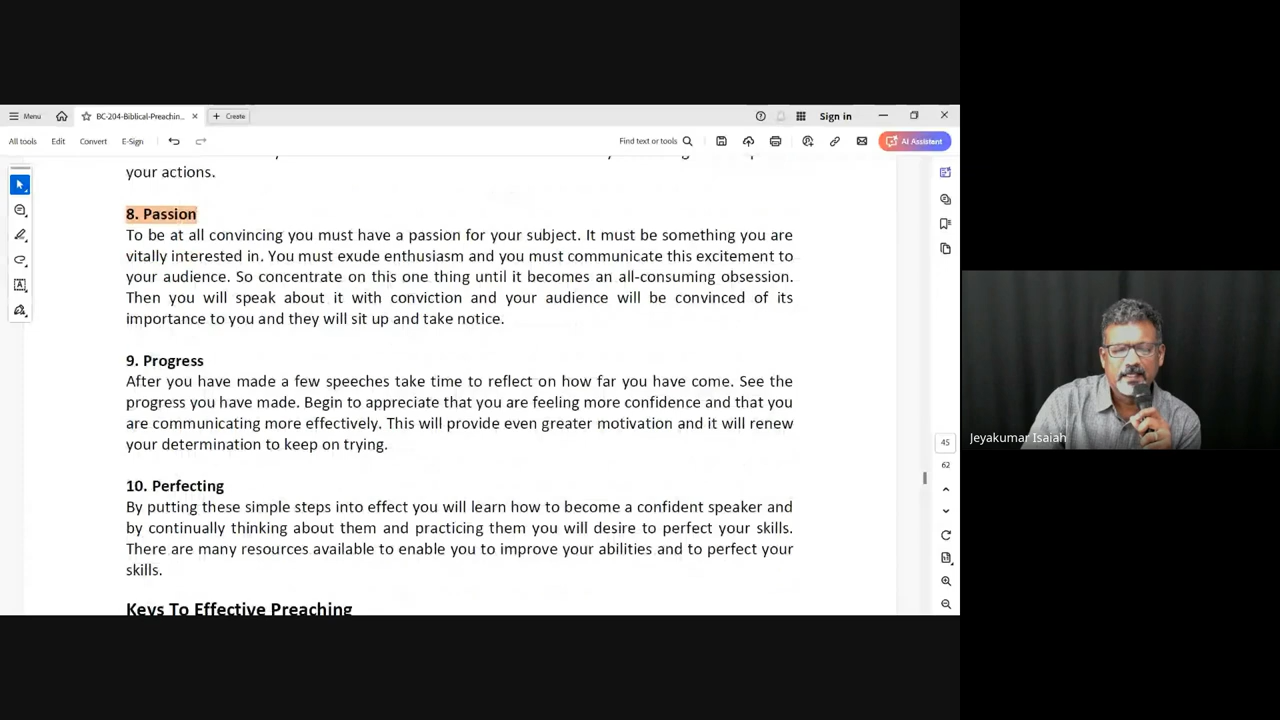 Menu
BC-204-Biblical-Preachin...
Create
Sign in
All tools
Edit
Convert
E-Sign
Find text or tools
AI Assistant
your actions.
8. Passion
To be at all convincing you must have a passion for your subject. It must be something you are
vitally interested in. You must exude enthusiasm and you must communicate this excitement to
your audience. So concentrate on this one thing until it becomes an all-consuming obsession.
Then you will speak about it with conviction and your audience will be convinced of its
importance to you and they will sit up and take notice.
9. Progress
After you have made a few speeches take time to reflect on how far you have come. See the
progress you have made. Begin to appreciate that you are feeling more confidence and that you
are communicating more effectively. This will provide even greater motivation and it will renew
your determination to keep on trying.
10. Perfecting
By putting these simple steps into effect you will learn how to become a confident speaker and
by continually thinking about them and practicing them you will desire to perfect your skills.
There are many resources available to enable you to improve your abilities and to perfect your
skills.
Keys To Effective Preaching
45
62
Jeyakumar Isaiah